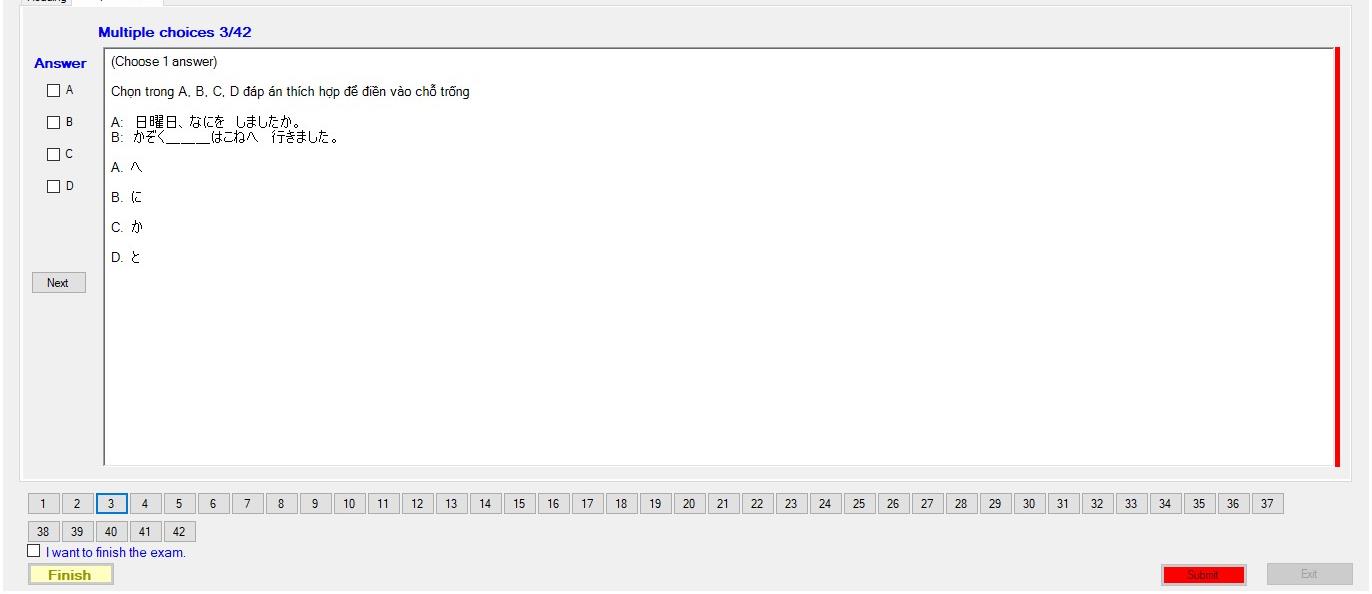 Multiple choices 3/42
Answer
(Choose 1 answer)
A
Chọn trong A, B, C, D đáp án thích hợp để điền vào chỗ trống
B
A: 日曜日、なにを しましたか。
B: かぞく______はこねへ 行きました。
C
A. へ
D
B. に
C. か
D. と
Next
1 2 3 4 5 6 7 8 9 10 11 12 13 14 15 16 17 18 19 20 21 22 23 24 25 26 27 28 29 30 31 32 33 34 35 36 37
38 39 40 41 42
I want to finish the exam.
Finish
Submit
Exit